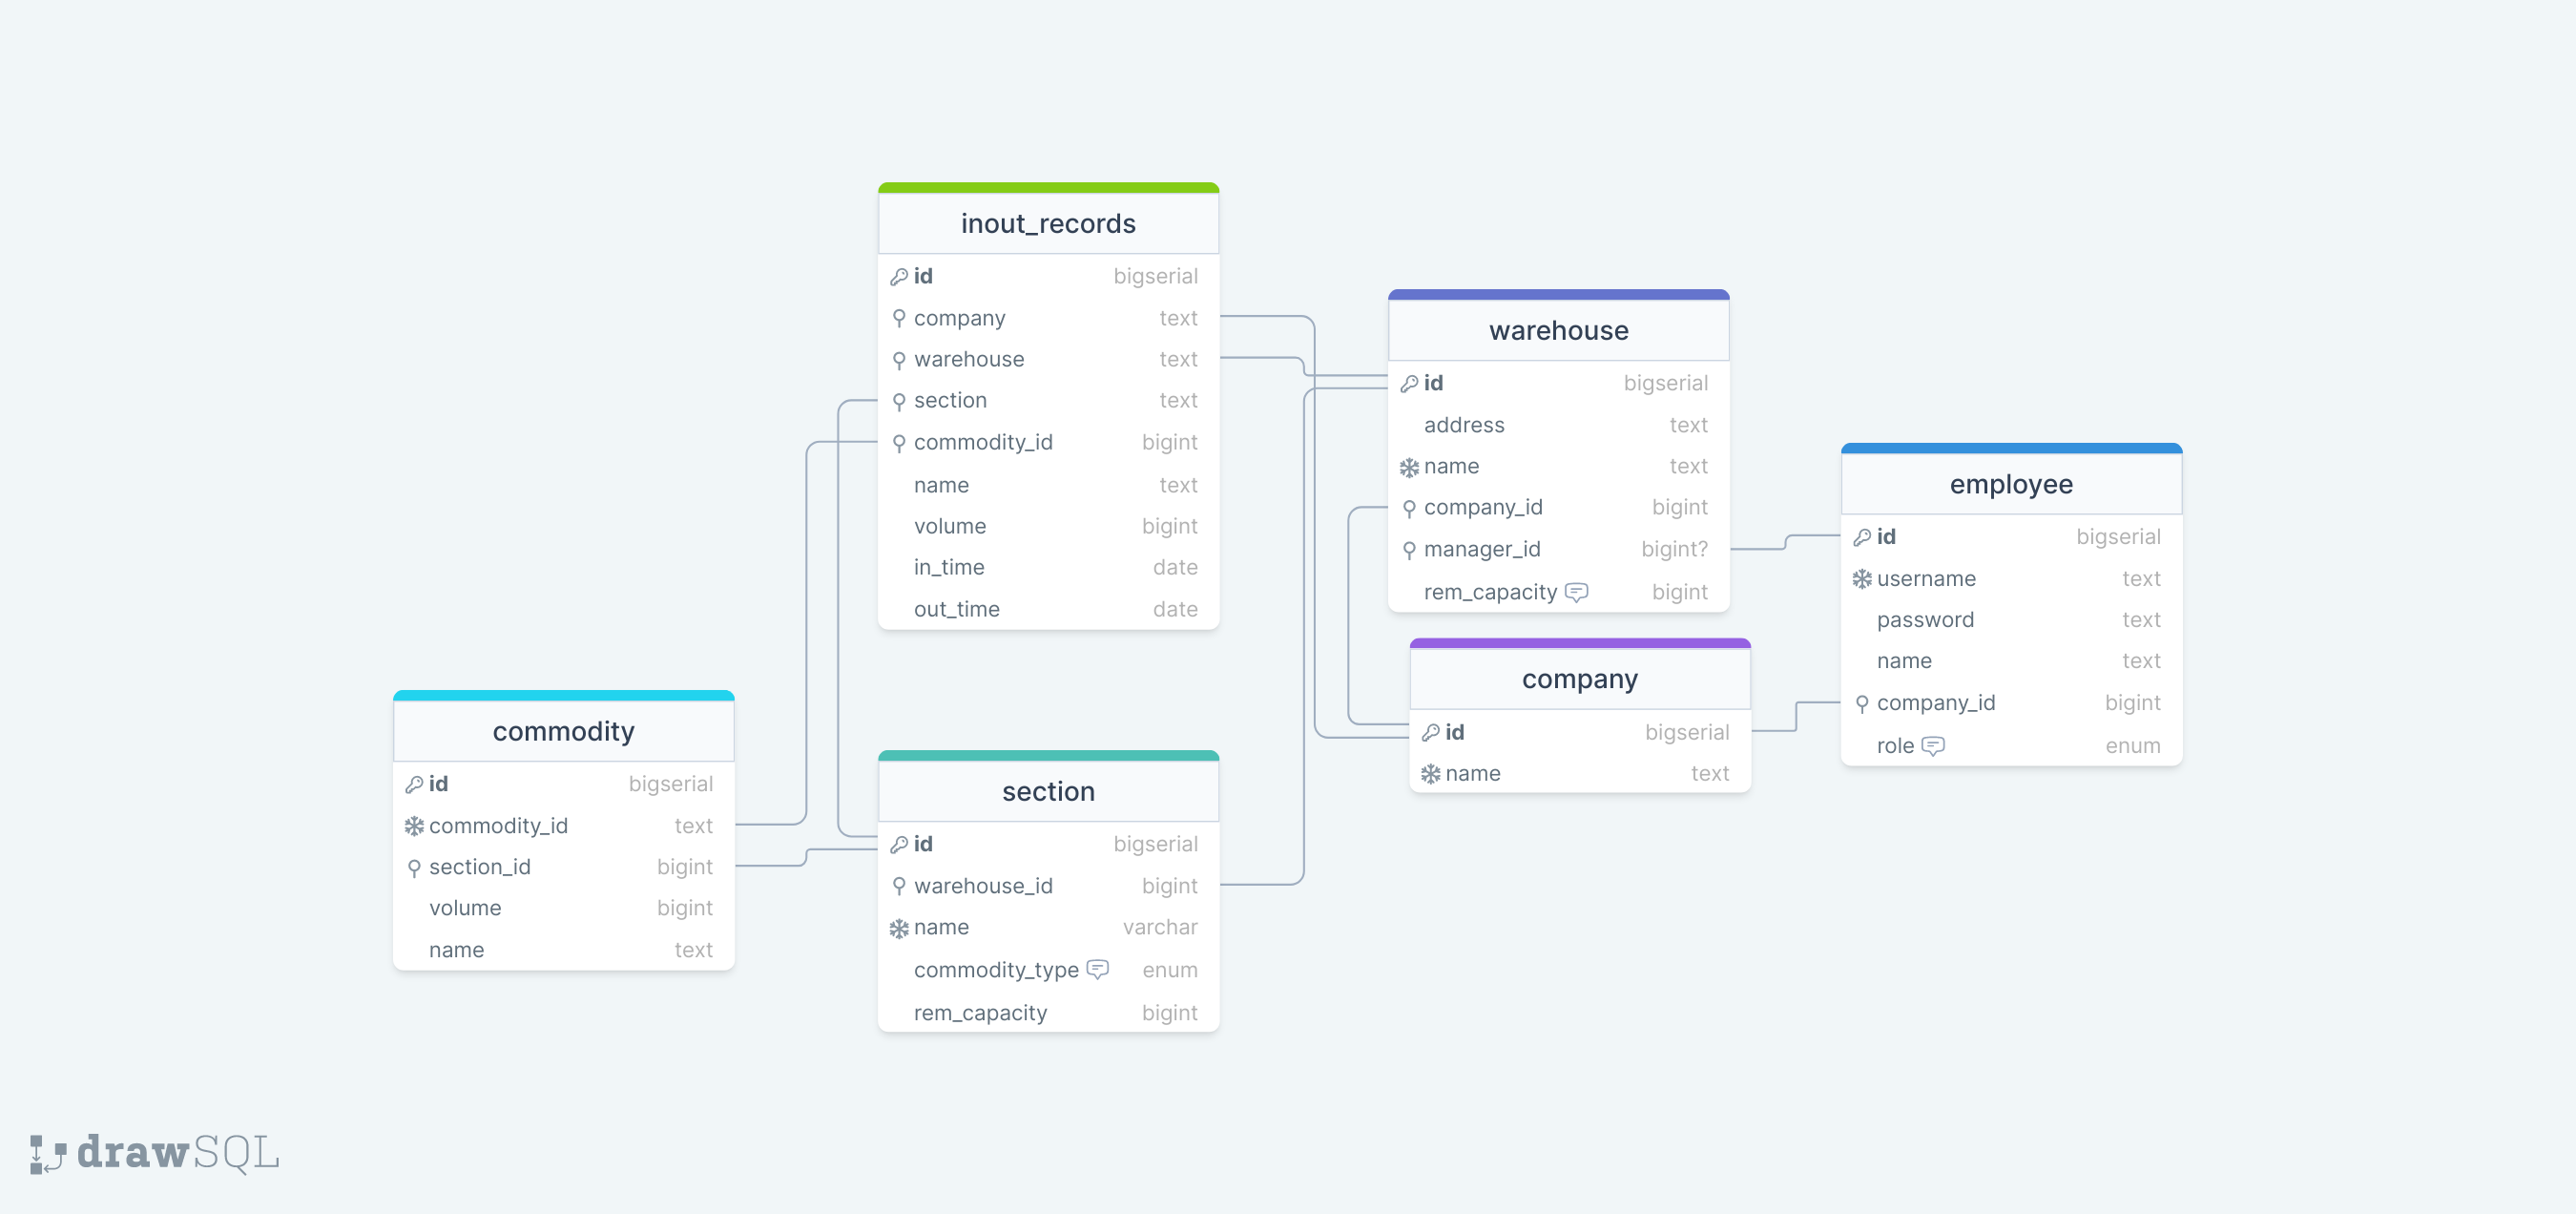 inout_records
id bigserial
company text
warehouse text
section text
commodity_id bigint
name text
volume bigint
in_time date
out_time date
warehouse
id bigserial
address text
name text
company_id bigint
manager_id bigint?
rem_capacity bigint
employee
id bigserial
username text
password text
name text
company_id bigint
role enum
company
id bigserial
name text
commodity
id bigserial
commodity_id text
section_id bigint
volume bigint
name text
section
id bigserial
warehouse_id bigint
name varchar
commodity_type enum
rem_capacity bigint
drawSQL